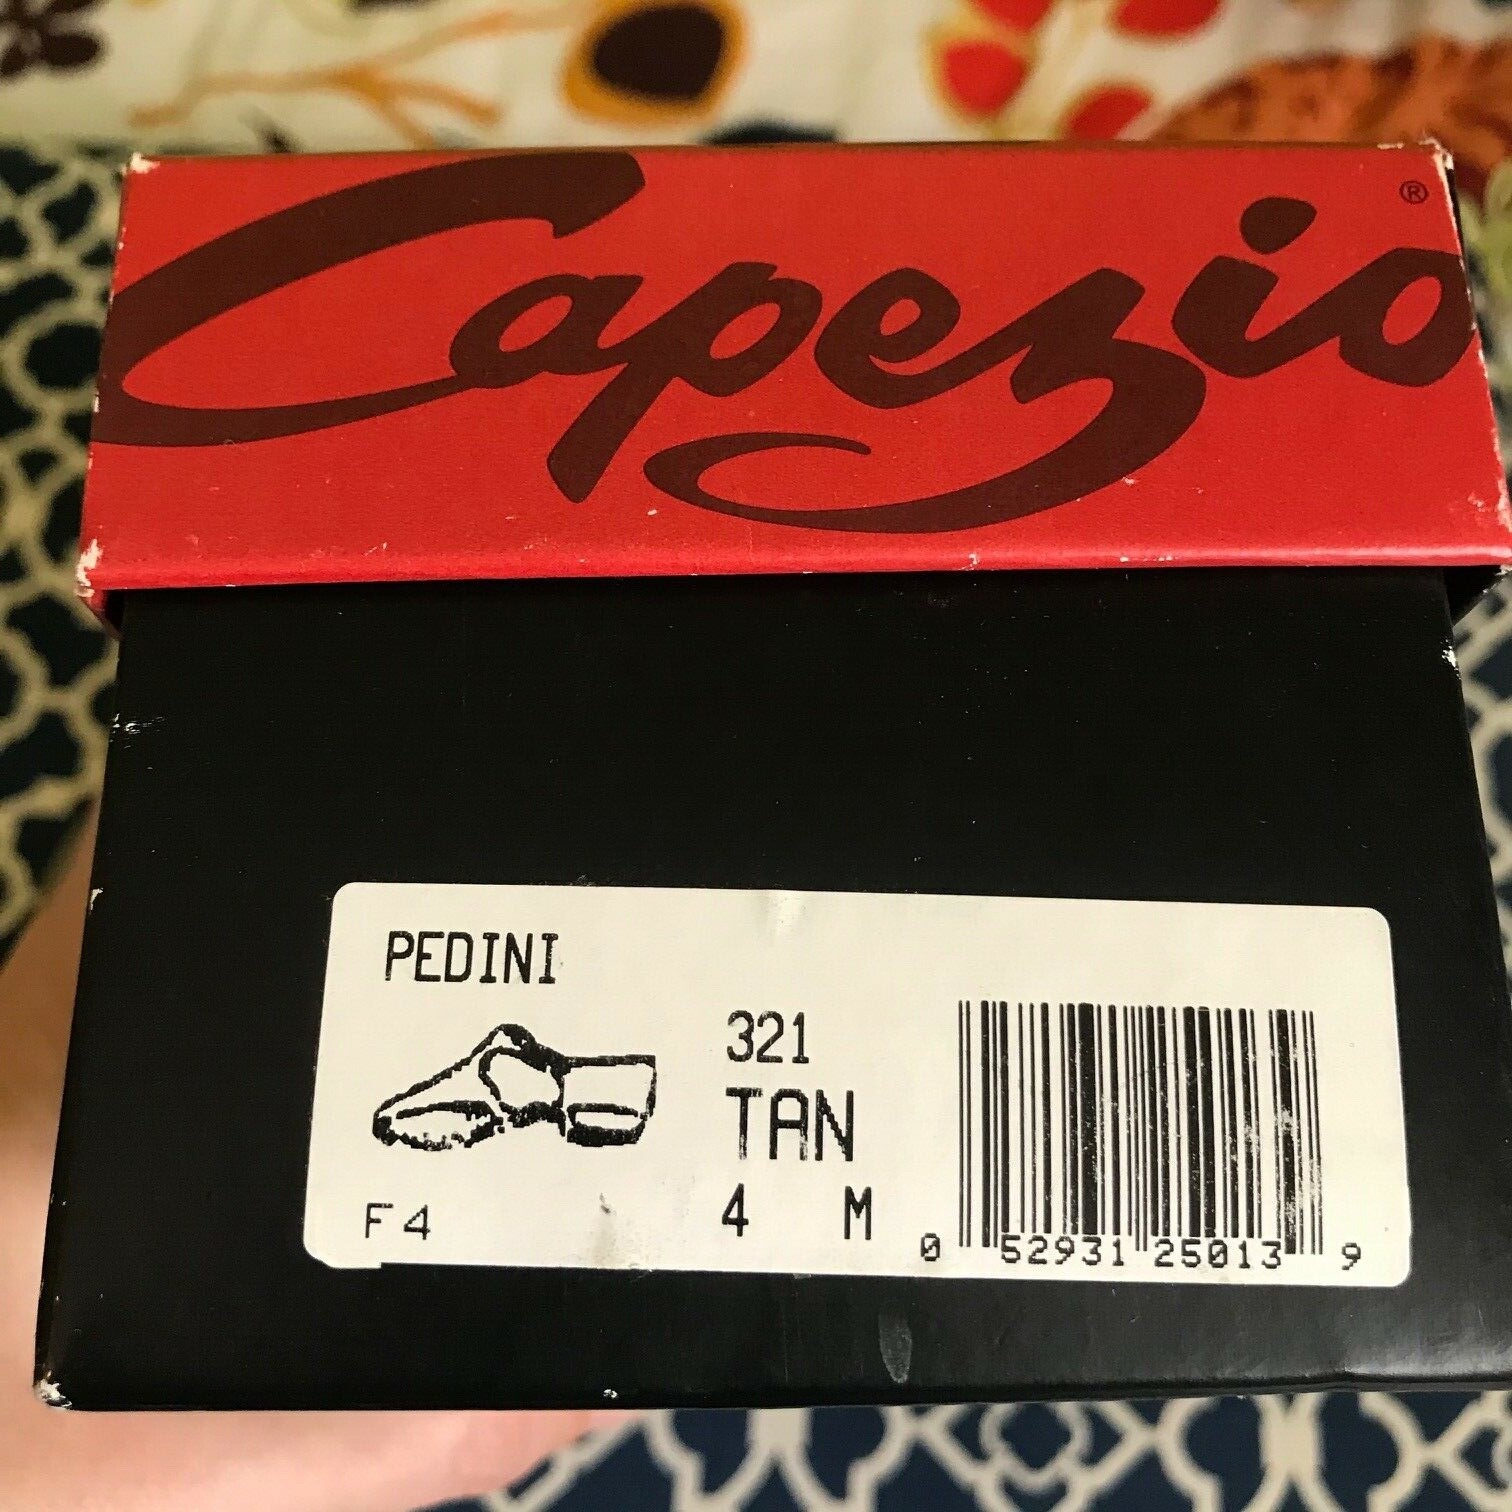 Capezio®
PEDINI
321
TAN
F4 4 M
0 52931 25013 9